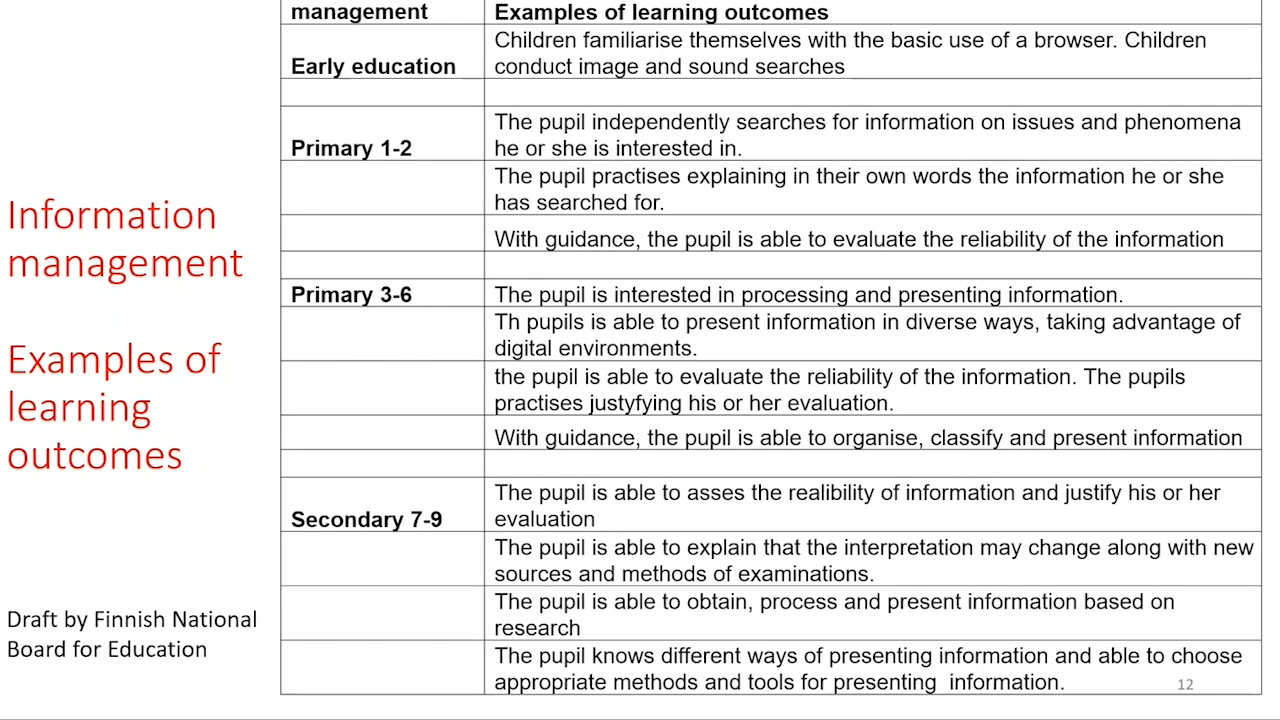 Information
management
Examples of
learning
outcomes
Draft by Finnish National
Board for Education
management
Examples of learning outcomes
Early education
Children familiarise themselves with the basic use of a browser. Children
conduct image and sound searches
Primary 1-2
The pupil independently searches for information on issues and phenomena
he or she is interested in.
The pupil practises explaining in their own words the information he or she
has searched for.
With guidance, the pupil is able to evaluate the reliability of the information
Primary 3-6
The pupil is interested in processing and presenting information.
Th pupils is able to present information in diverse ways, taking advantage of
digital environments.
the pupil is able to evaluate the reliability of the information. The pupils
practises justyfying his or her evaluation.
With guidance, the pupil is able to organise, classify and present information
Secondary 7-9
The pupil is able to asses the realibility of information and justify his or her
evaluation
The pupil is able to explain that the interpretation may change along with new
sources and methods of examinations.
The pupil is able to obtain, process and present information based on
research
The pupil knows different ways of presenting information and able to choose
appropriate methods and tools for presenting  information.
12